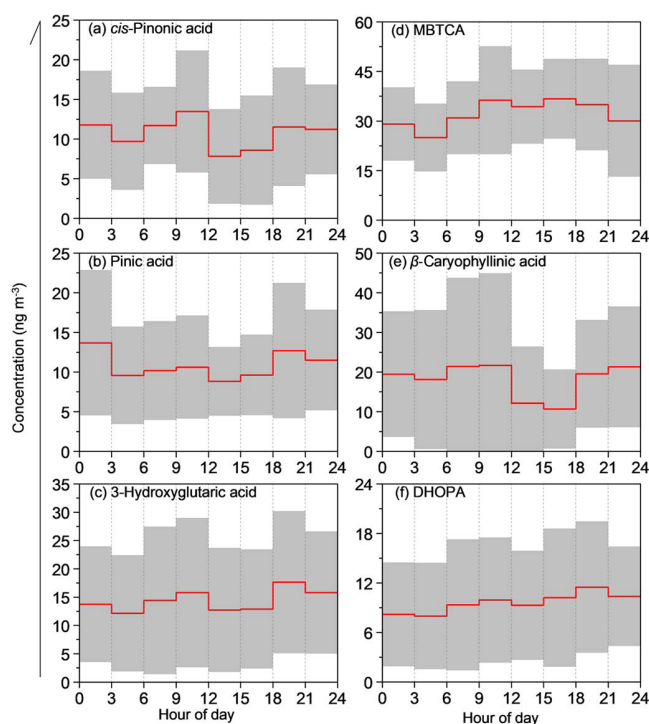 (a) cis-Pinonic acid
25
20
15
10
5
0
0 3 6 9 12 15 18 21 24
(d) MBTCA
60
45
30
15
0
0 3 6 9 12 15 18 21 24
(b) Pinic acid
25
20
15
10
5
0
0 3 6 9 12 15 18 21 24
(e) β-Caryophyllinic acid
50
40
30
20
10
0
0 3 6 9 12 15 18 21 24
(c) 3-Hydroxyglutaric acid
35
30
25
20
15
10
5
0
0 3 6 9 12 15 18 21 24
Hour of day
(f) DHOPA
24
18
12
6
0
0 3 6 9 12 15 18 21 24
Hour of day
Concentration (ng m⁻³)